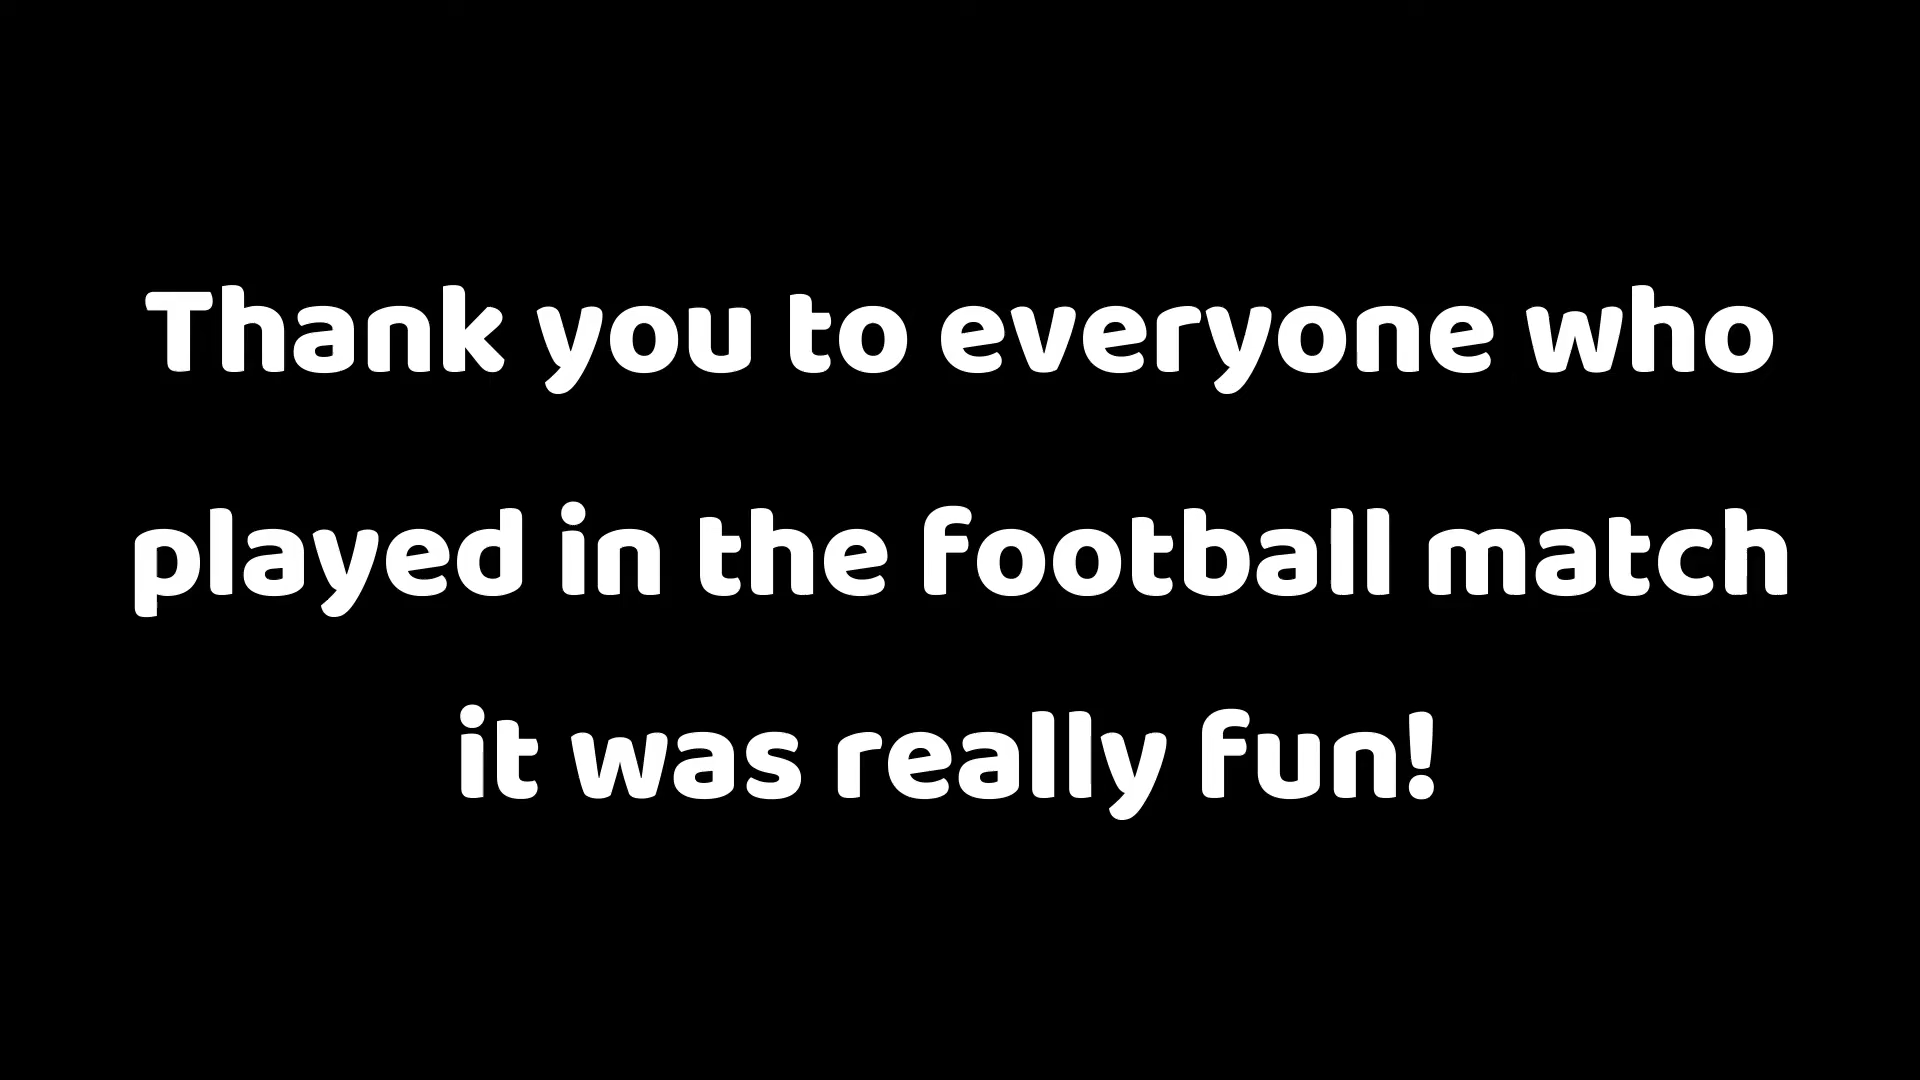 Thank you to everyone who
played in the football match
it was really fun!